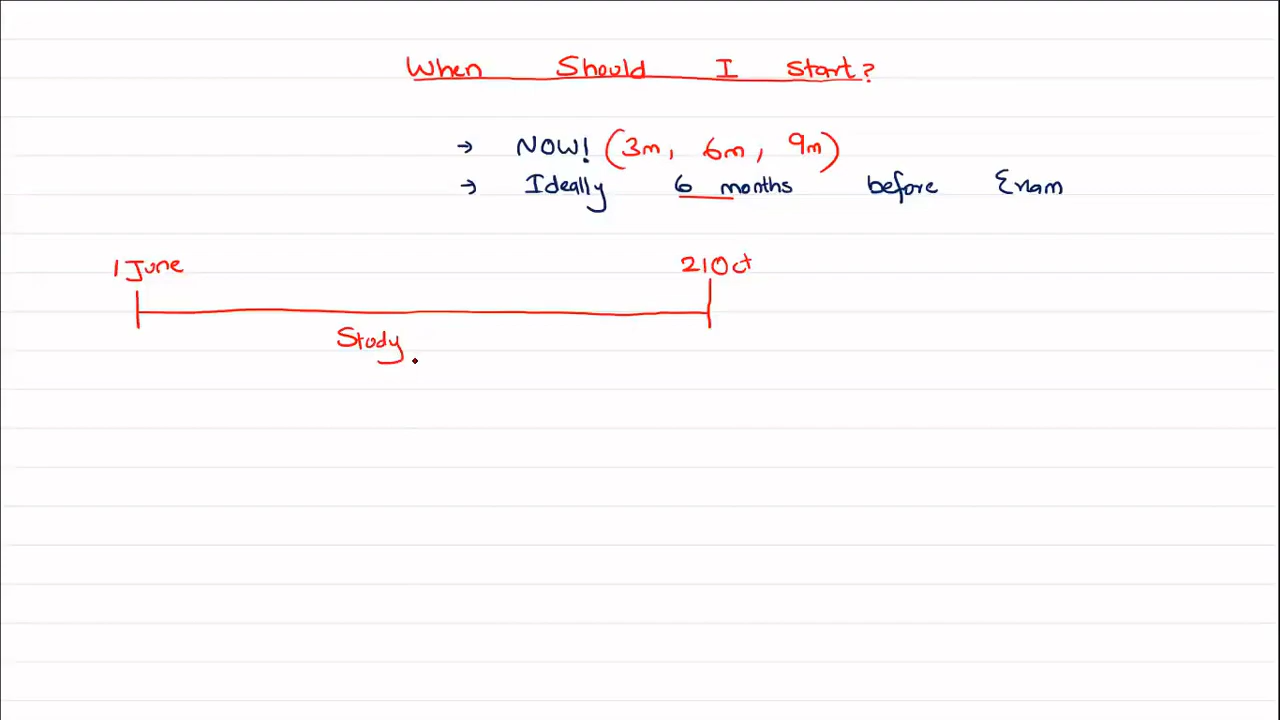 When Should I Start?
→ NOW! (3m, 6m, 9m)
→ Ideally 6 months before Exam
1 June 21 Oct
Study